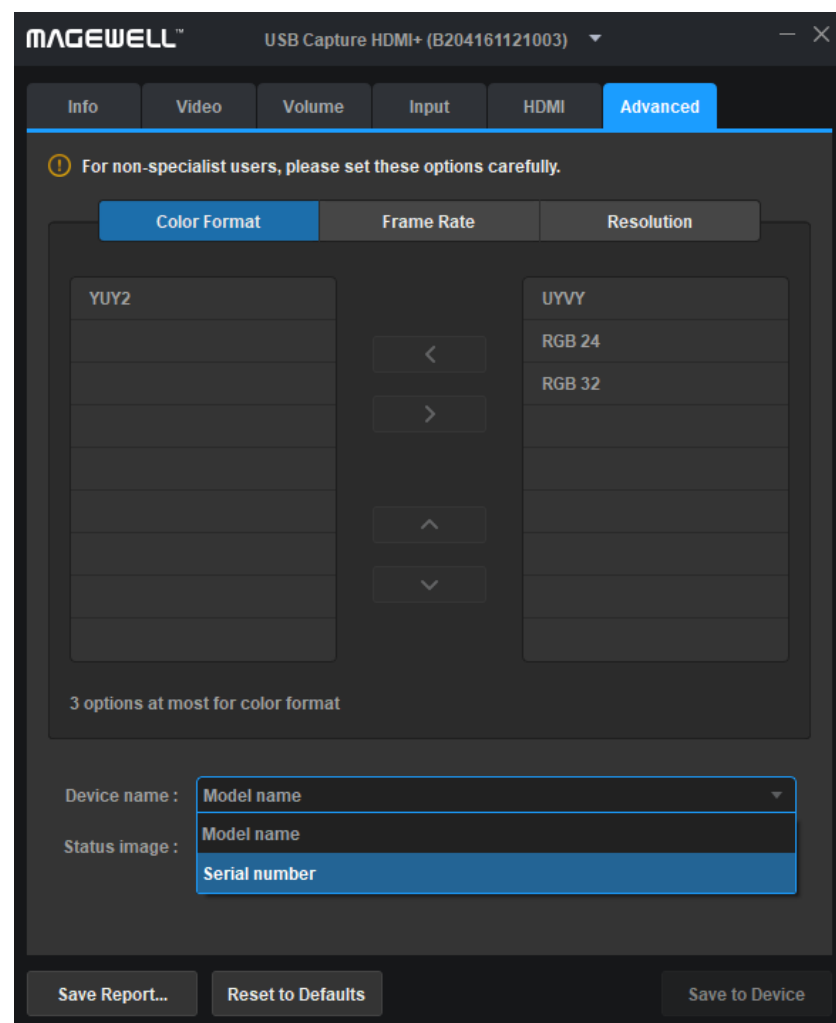 MAGEWELL™ USB Capture HDMI+ (B204161121003)
Info Video Volume Input HDMI Advanced
For non-specialist users, please set these options carefully.
Color Format Frame Rate Resolution
YUY2 UYVY
RGB 24
RGB 32
3 options at most for color format
Device name : Model name
Model name
Status image :
Serial number
Save Report... Reset to Defaults Save to Device